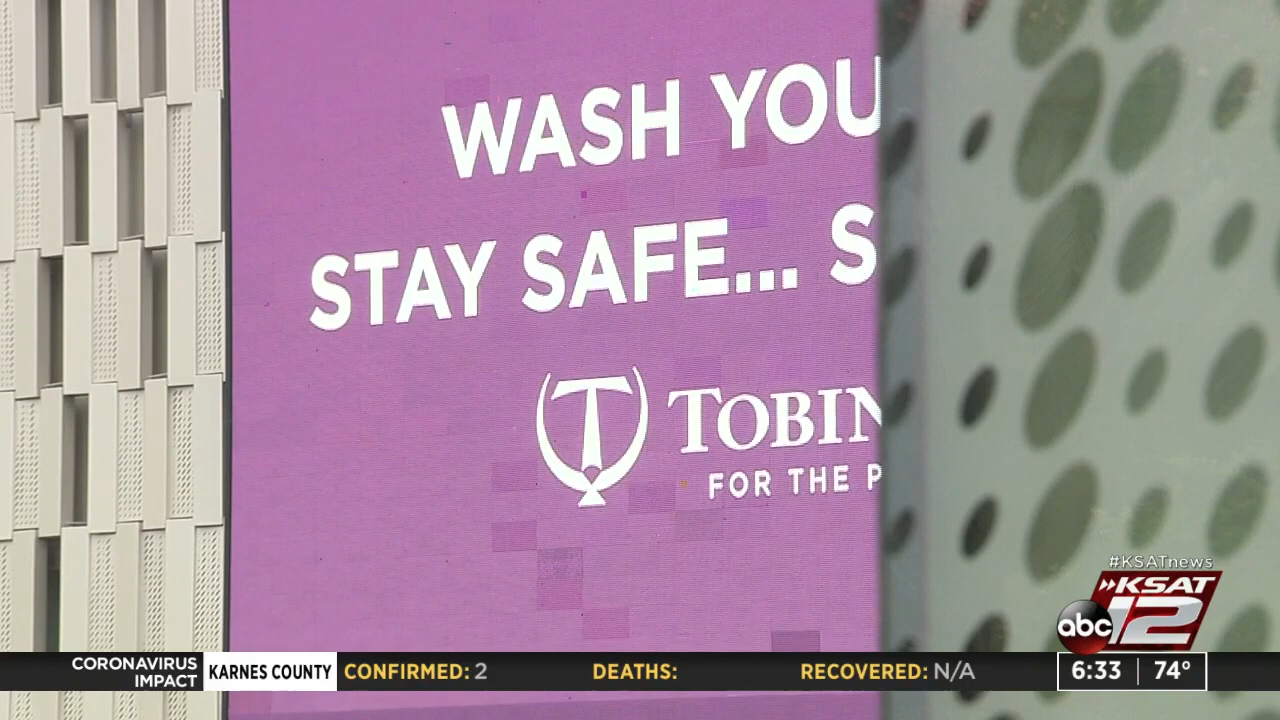 WASH YOU
STAY SAFE... S
TOBIN
FOR THE P
#KSATnews
KSAT
abc 12
CORONAVIRUS IMPACT
KARNES COUNTY
CONFIRMED: 2
DEATHS:
RECOVERED: N/A
6:33
74°